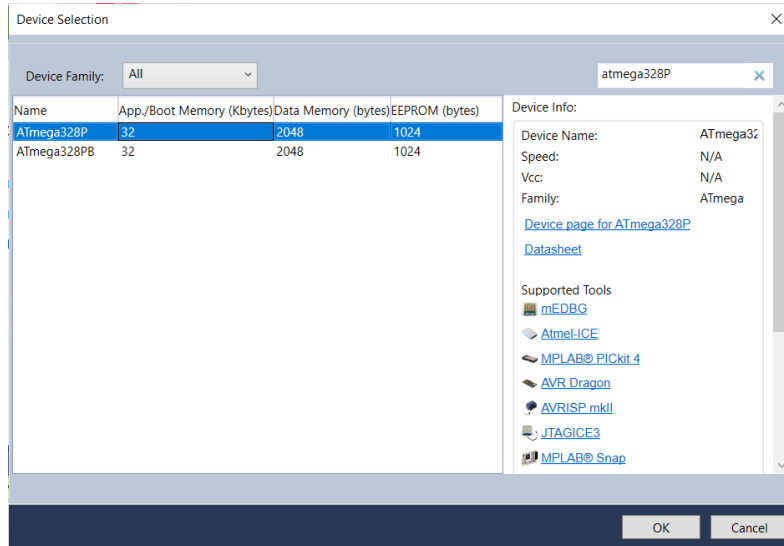 Device Selection
Device Family: All atmega328P
Name App./Boot Memory (Kbytes) Data Memory (bytes) EEPROM (bytes)
ATmega328P 32 2048 1024
ATmega328PB 32 2048 1024
Device Info:
Device Name: ATmega32
Speed: N/A
Vcc: N/A
Family: ATmega
Device page for ATmega328P
Datasheet
Supported Tools
mEDBG
Atmel-ICE
MPLAB® PICkit 4
AVR Dragon
AVRISP mkII
JTAGICE3
MPLAB® Snap
OK Cancel